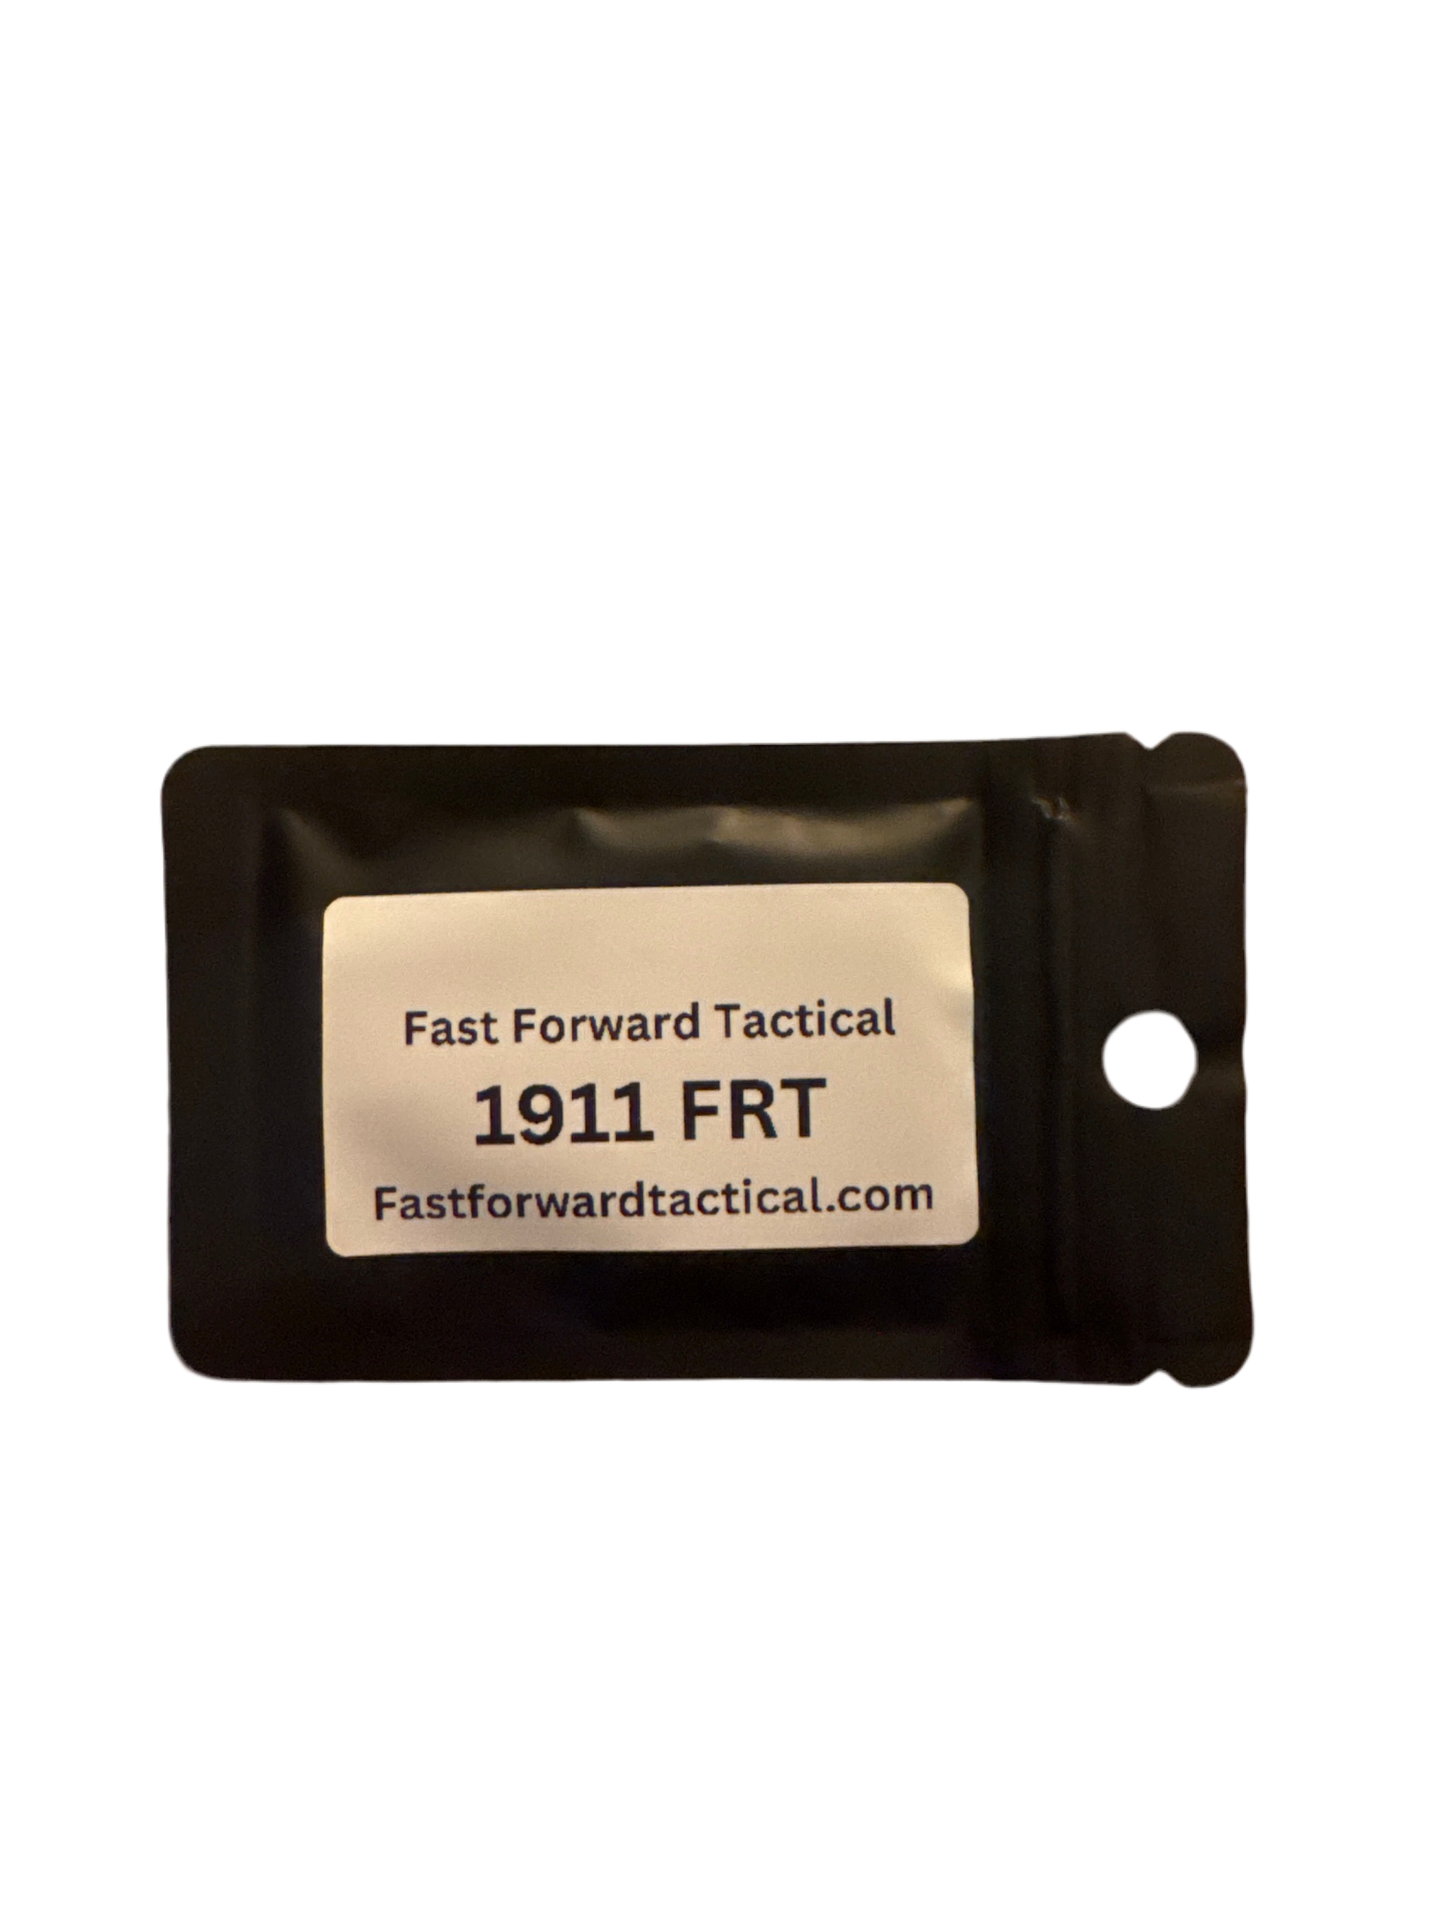 Fast Forward Tactical
1911 FRT
Fastforwardtactical.com